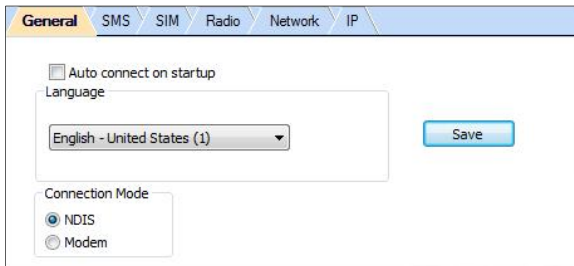 General SMS SIM Radio Network IP
Auto connect on startup
Language
English - United States (1)
Save
Connection Mode
NDIS
Modem